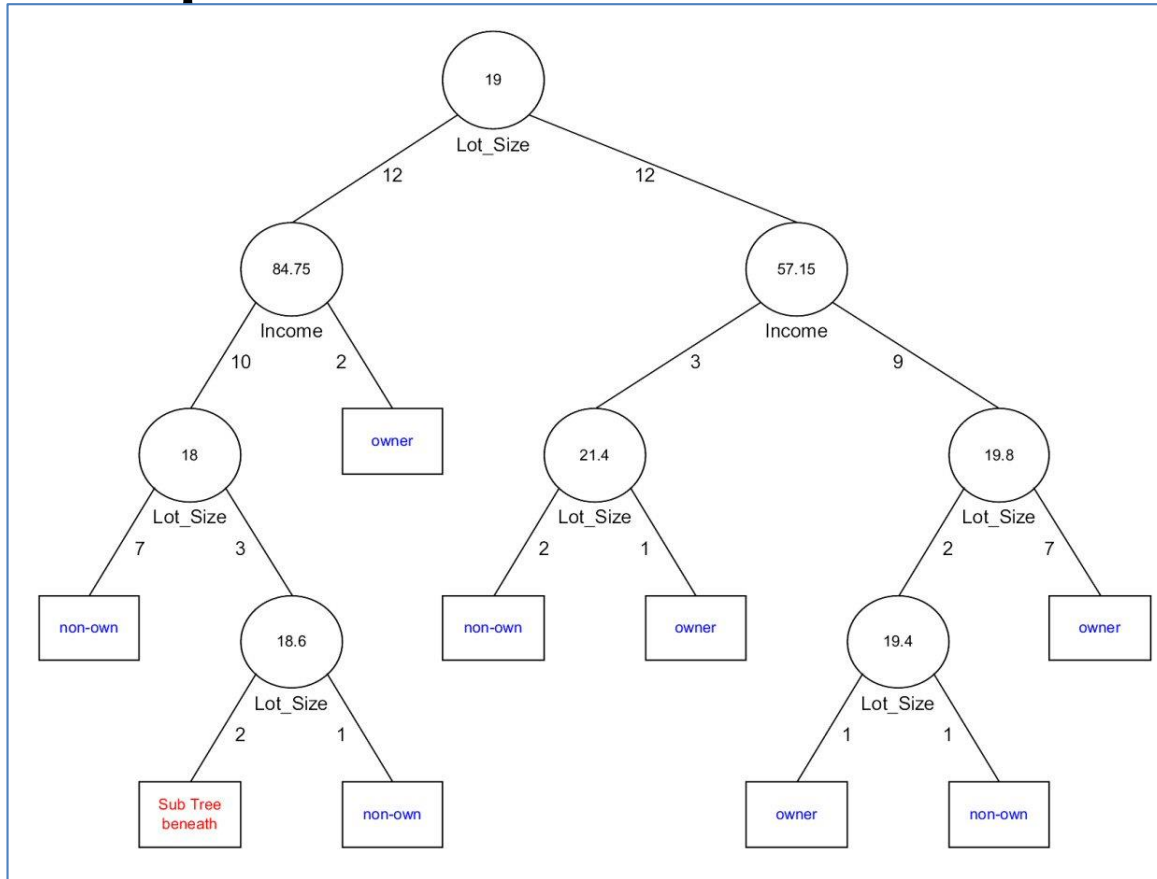 19
Lot_Size
12
12
84.75
57.15
Income
Income
10
2
3
9
18
owner
21.4
19.8
Lot_Size
Lot_Size
Lot_Size
7
3
2
1
2
7
non-own
18.6
non-own
owner
19.4
owner
Lot_Size
Lot_Size
2
1
1
1
Sub Tree
beneath
non-own
owner
non-own